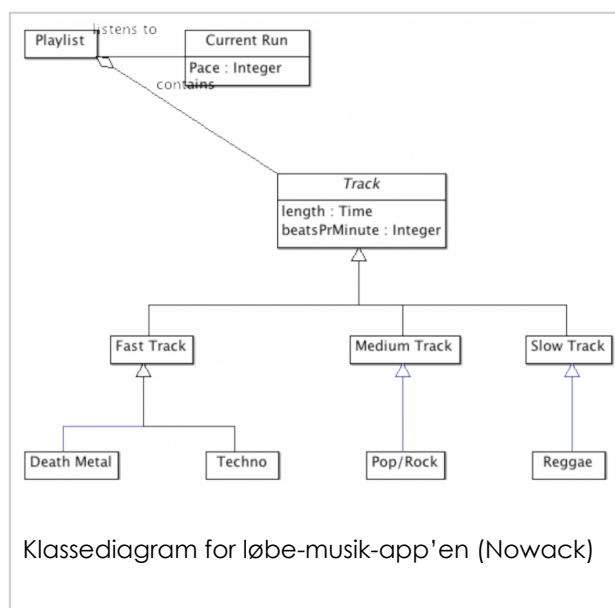 listens to
Playlist
Current Run
Pace : Integer
contains
Track
length : Time
beatsPrMinute : Integer
Fast Track
Medium Track
Slow Track
Death Metal
Techno
Pop/Rock
Reggae
Klassediagram for løbe-musik-app’en (Nowack)